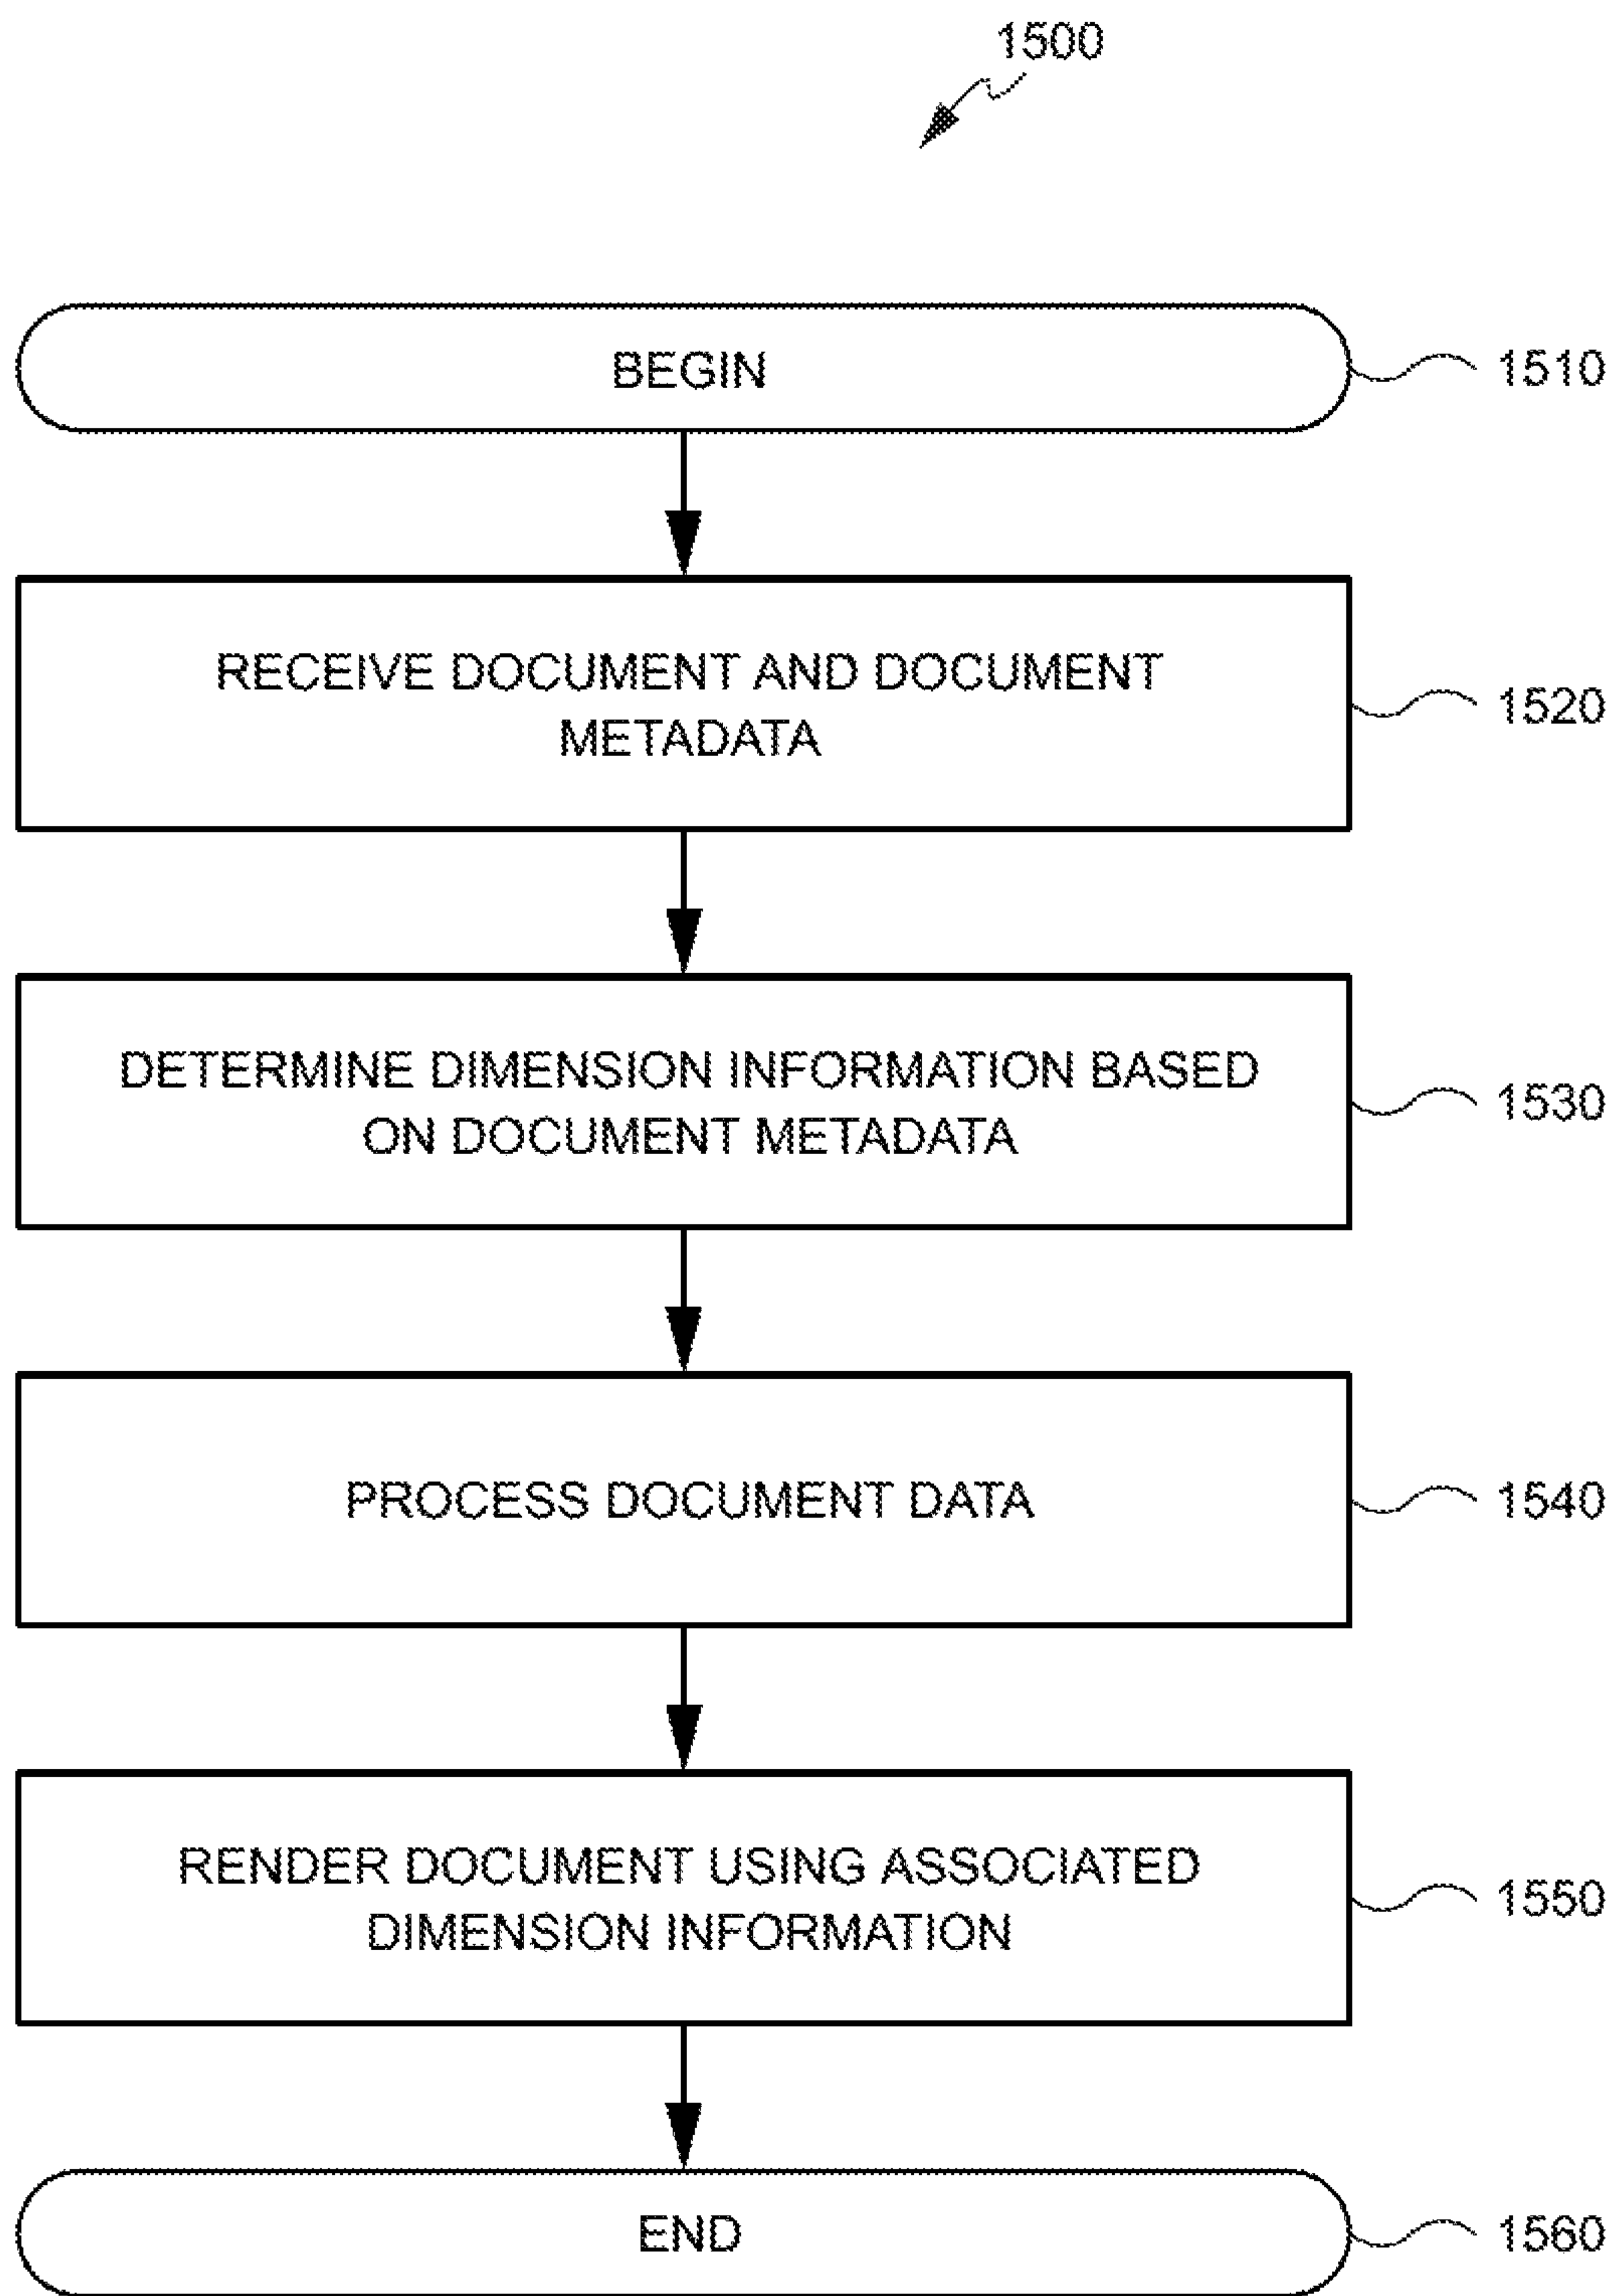 1500
BEGIN
1510
RECEIVE DOCUMENT AND DOCUMENT
METADATA
1520
DETERMINE DIMENSION INFORMATION BASED
ON DOCUMENT METADATA
1530
PROCESS DOCUMENT DATA
1540
RENDER DOCUMENT USING ASSOCIATED
DIMENSION INFORMATION
1550
END
1560